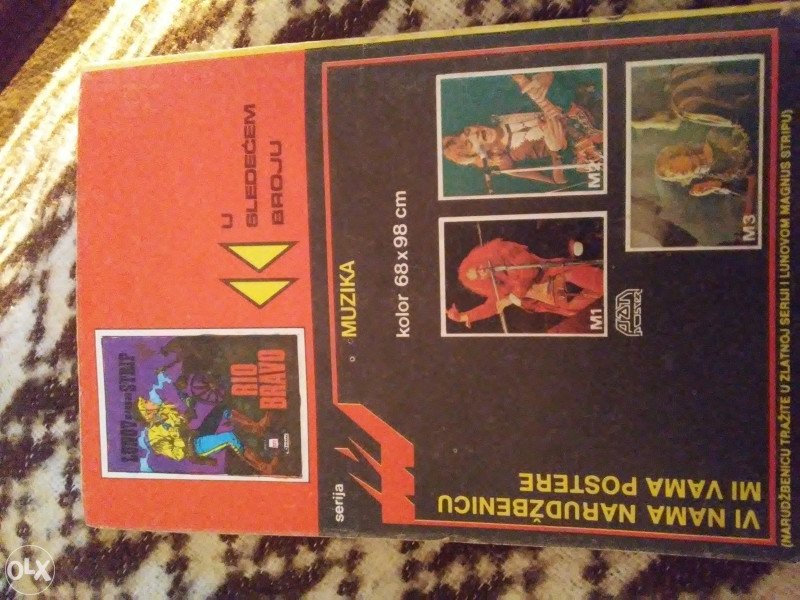 U
SLEDEĆEM
BROJU
LUNOV MAGNUS STRIP
RIO
BRAVO
serija
MUZIKA
kolor 68 x 98 cm
M1
M2
M3
VI NAMA NARUDŽBENICU
MI VAMA POSTERE
(NARUDŽBENICU TRAŽITE U ZLATNOJ SERIJI I LUNOVOM MAGNUS STRIPU)
OLX